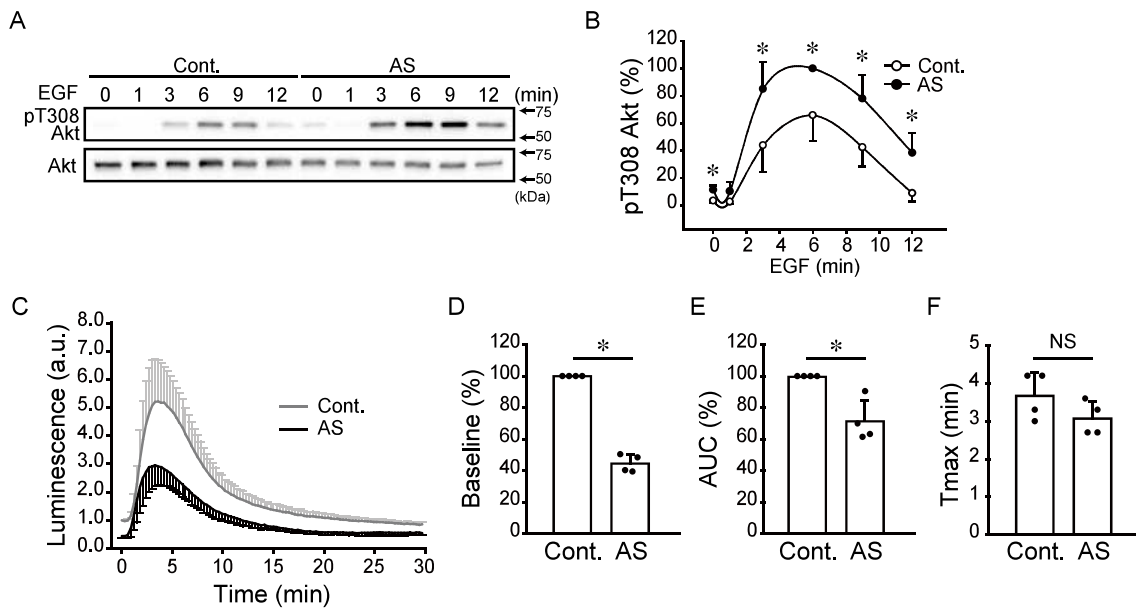 A
Cont. AS
EGF 0 1 3 6 9 12 0 1 3 6 9 12 (min)
pT308
Akt
75
50
Akt
75
50
(kDa)
B
120
100
80
60
40
20
0
pT308 Akt (%)
* * * * *
Cont.
AS
0 2 4 6 8 10 12
EGF (min)
C
8.0
7.0
6.0
5.0
4.0
3.0
2.0
1.0
0.0
Luminescence (a.u.)
Cont.
AS
0 5 10 15 20 25 30
Time (min)
D
120
100
80
60
40
20
0
Baseline (%)
*
Cont. AS
E
120
100
80
60
40
20
0
AUC (%)
*
Cont. AS
F
5
4
3
2
1
0
Tmax (min)
NS
Cont. AS